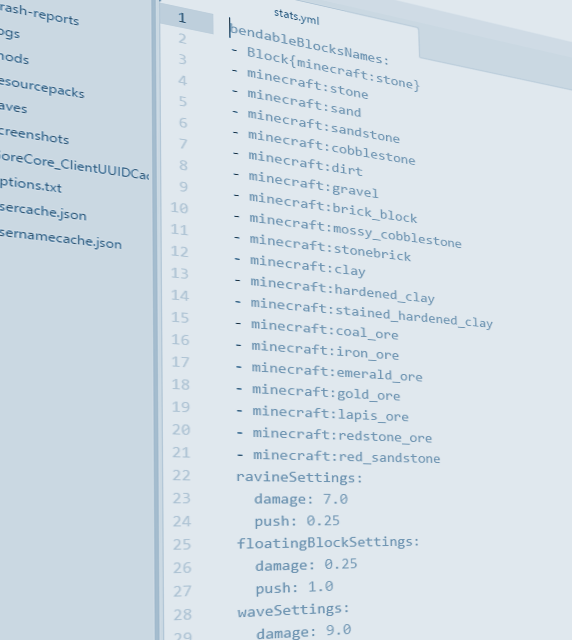 rash-reports
ogs
ods
esourcepacks
aves
creenshots
oreCore_ClientUUIDCac
ptions.txt
sercache.json
sernamecache.json
stats.yml
1 bendableBlocksNames:
2 - Block{minecraft:stone}
3 - minecraft:stone
4 - minecraft:sand
5 - minecraft:sandstone
6 - minecraft:cobblestone
7 - minecraft:dirt
8 - minecraft:gravel
9 - minecraft:brick_block
10 - minecraft:mossy_cobblestone
11 - minecraft:stonebrick
12 - minecraft:clay
13 - minecraft:hardened_clay
14 - minecraft:stained_hardened_clay
15 - minecraft:coal_ore
16 - minecraft:iron_ore
17 - minecraft:emerald_ore
18 - minecraft:gold_ore
19 - minecraft:lapis_ore
20 - minecraft:redstone_ore
21 - minecraft:red_sandstone
22 ravineSettings:
23 damage: 7.0
24 push: 0.25
25 floatingBlockSettings:
26 damage: 0.25
27 push: 1.0
28 waveSettings:
29 damage: 9.0